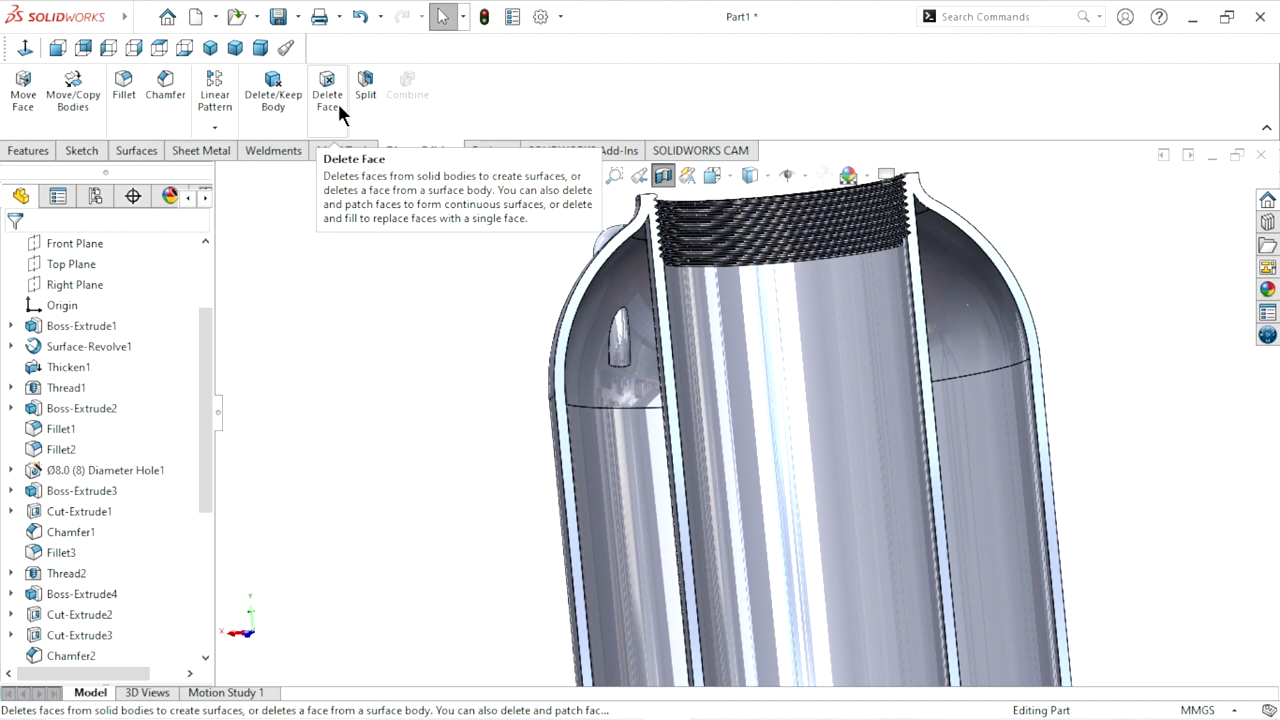 SOLIDWORKS
Part1 *
Search Commands
Move Face
Move/Copy Bodies
Fillet
Chamfer
Linear Pattern
Delete/Keep Body
Delete Face
Split
Combine
Features
Sketch
Surfaces
Sheet Metal
Weldments
Add-ins
SOLIDWORKS CAM
Delete Face
Deletes faces from solid bodies to create surfaces, or
deletes a face from a surface body. You can also delete
and patch faces to form continuous surfaces, or delete
and fill to replace faces with a single face.
Front Plane
Top Plane
Right Plane
Origin
Boss-Extrude1
Surface-Revolve1
Thicken1
Thread1
Boss-Extrude2
Fillet1
Fillet2
Ø8.0 (8) Diameter Hole1
Boss-Extrude3
Cut-Extrude1
Chamfer1
Fillet3
Thread2
Boss-Extrude4
Cut-Extrude2
Cut-Extrude3
Chamfer2
Y
X
Model
3D Views
Motion Study 1
Deletes faces from solid bodies to create surfaces, or deletes a face from a surface body. You can also delete and patch fac...
Editing Part
MMGS